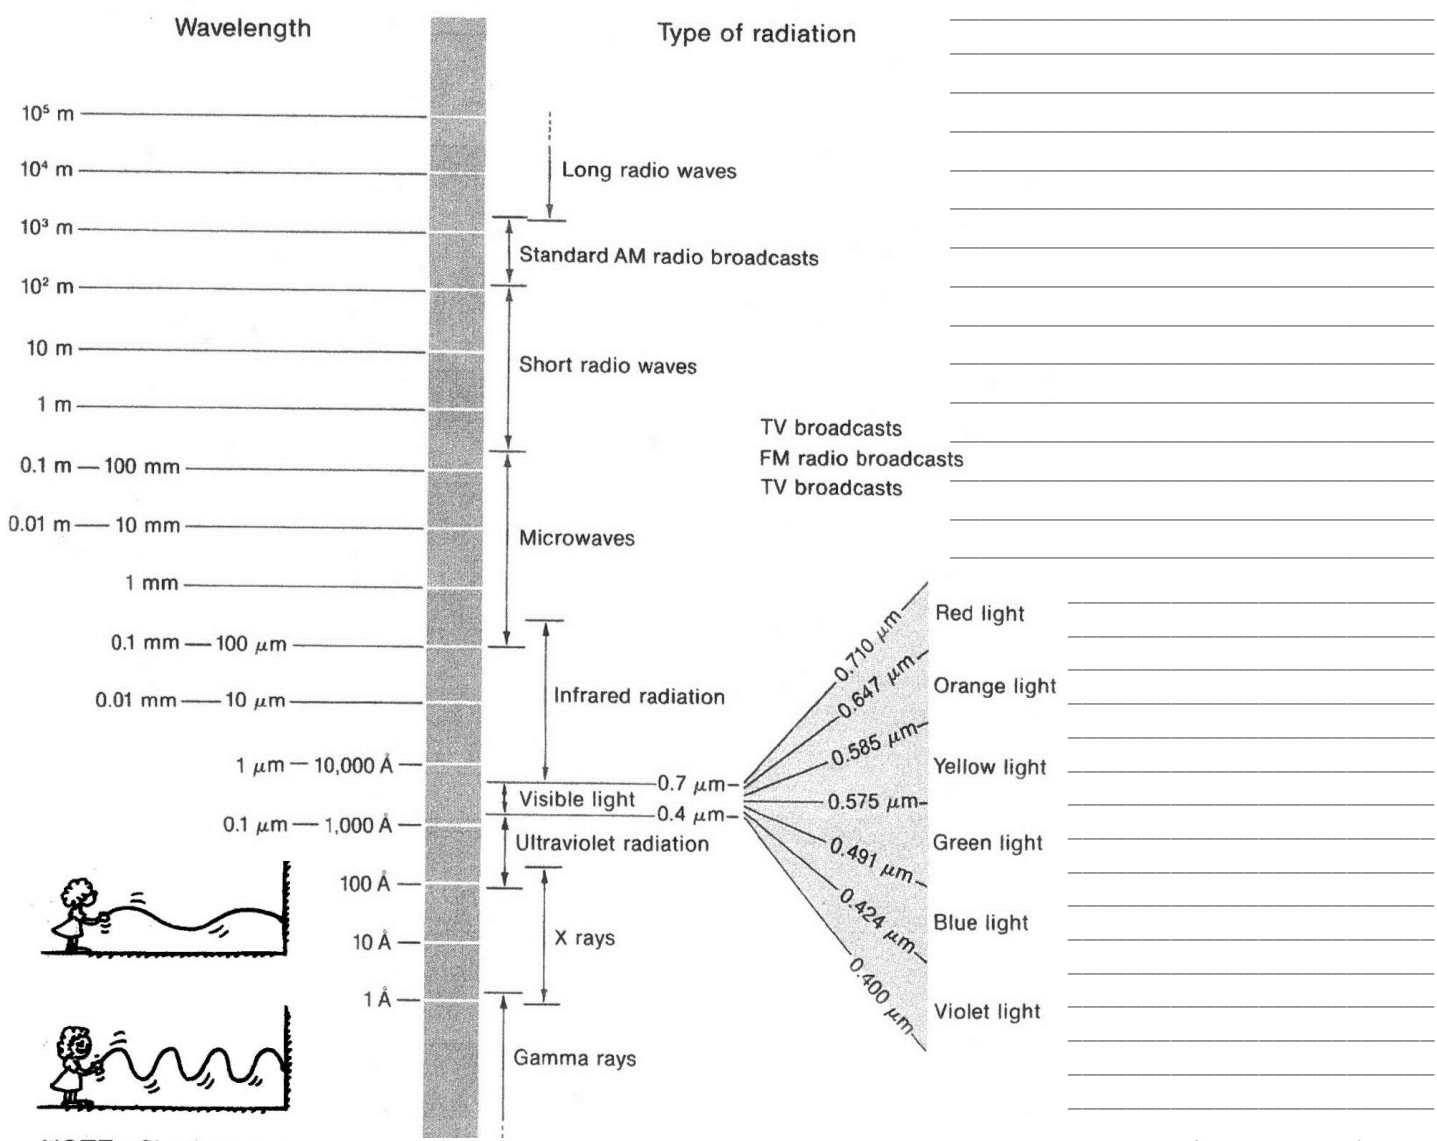 Wavelength
Type of radiation
10⁵ m
10⁴ m
Long radio waves
10³ m
Standard AM radio broadcasts
10² m
10 m
Short radio waves
1 m
TV broadcasts
FM radio broadcasts
TV broadcasts
0.1 m — 100 mm
0.01 m — 10 mm
Microwaves
1 mm
0.1 mm — 100 μm
Infrared radiation
0.01 mm — 10 μm
1 μm — 10,000 Å
0.7 μm
Visible light
0.4 μm
0.1 μm — 1,000 Å
Ultraviolet radiation
100 Å
10 Å
X rays
1 Å
Gamma rays
0.710 μm
Red light
0.647 μm
Orange light
0.585 μm
Yellow light
0.575 μm
Green light
0.491 μm
Blue light
0.424 μm
Violet light
0.400 μm